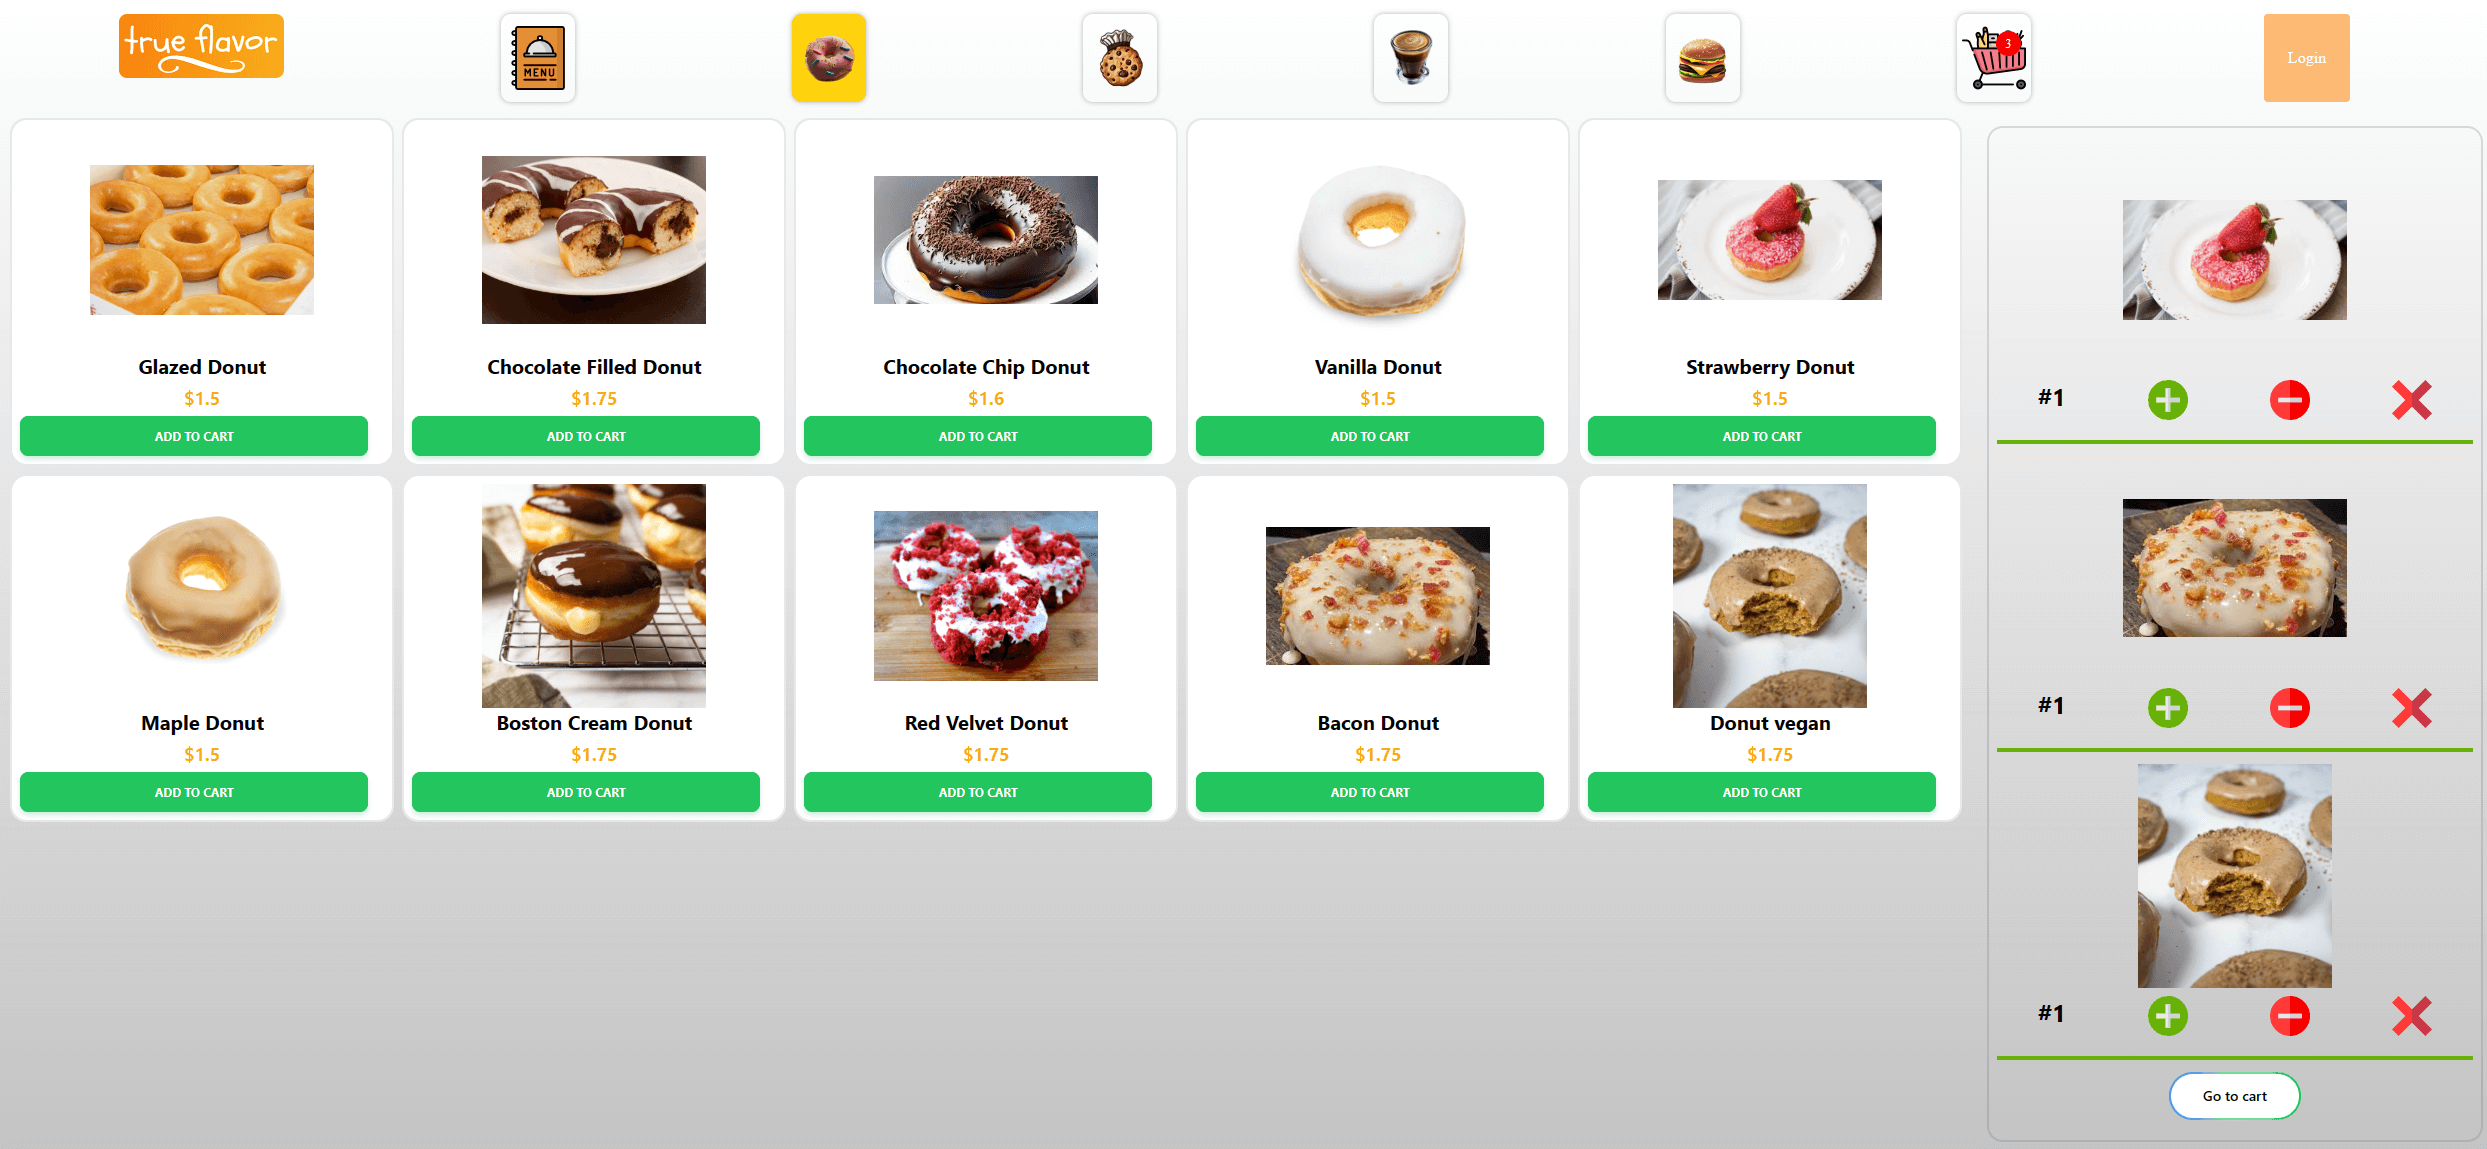 true flavor
MENU
3
Login
Glazed Donut
$1.5
ADD TO CART
Chocolate Filled Donut
$1.75
ADD TO CART
Chocolate Chip Donut
$1.6
ADD TO CART
Vanilla Donut
$1.5
ADD TO CART
Strawberry Donut
$1.5
ADD TO CART
Maple Donut
$1.5
ADD TO CART
Boston Cream Donut
$1.75
ADD TO CART
Red Velvet Donut
$1.75
ADD TO CART
Bacon Donut
$1.75
ADD TO CART
Donut vegan
$1.75
ADD TO CART
#1
#1
#1
Go to cart